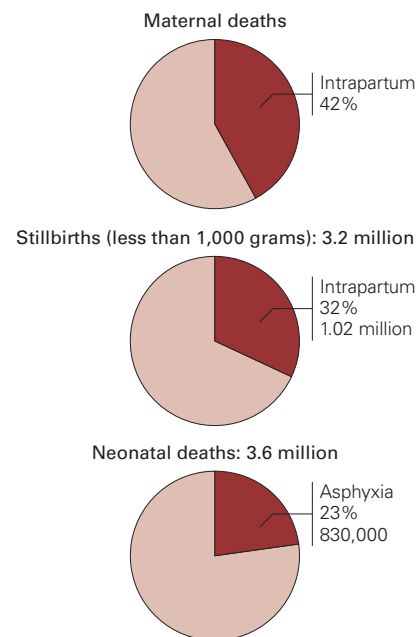 Maternal deaths
Intrapartum
42%
Stillbirths (less than 1,000 grams): 3.2 million
Intrapartum
32%
1.02 million
Neonatal deaths: 3.6 million
Asphyxia
23%
830,000